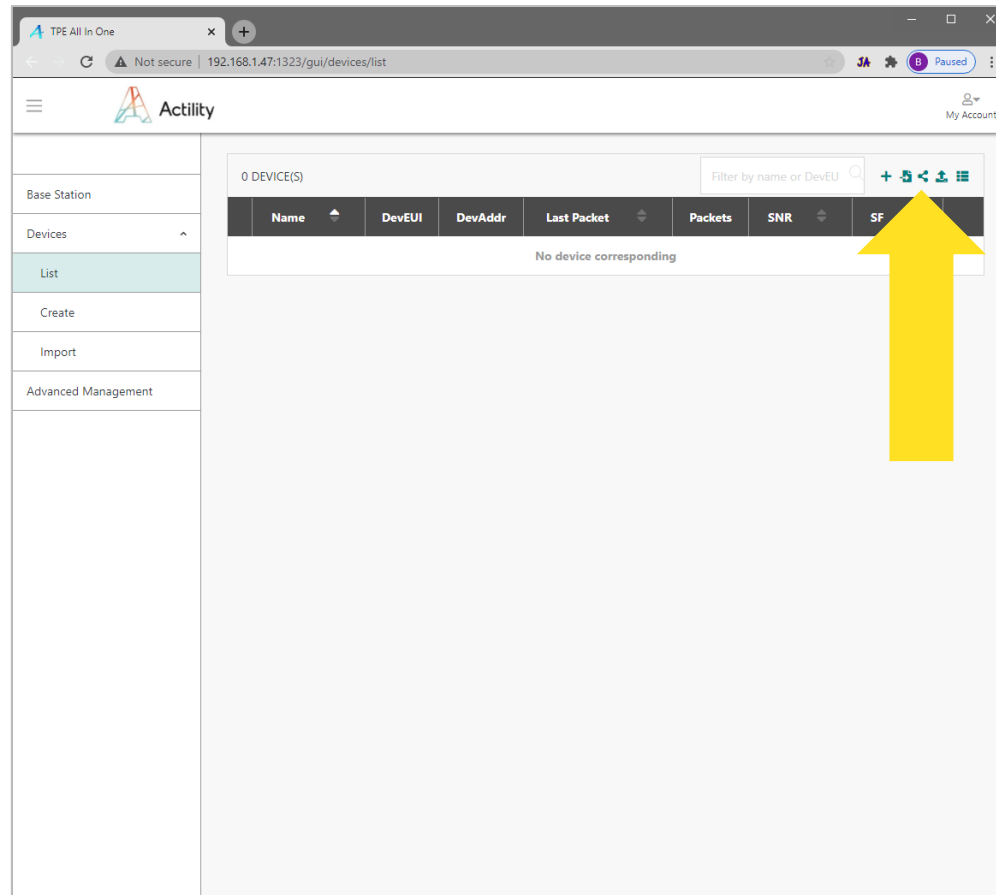 TPE All In One
Not secure | 192.168.1.47:1323/gui/devices/list
JA
B Paused
Actility
My Account
0 DEVICE(S)
Filter by name or DevEU
Name DevEUI DevAddr Last Packet Packets SNR SF
No device corresponding
Base Station
Devices
List
Create
Import
Advanced Management